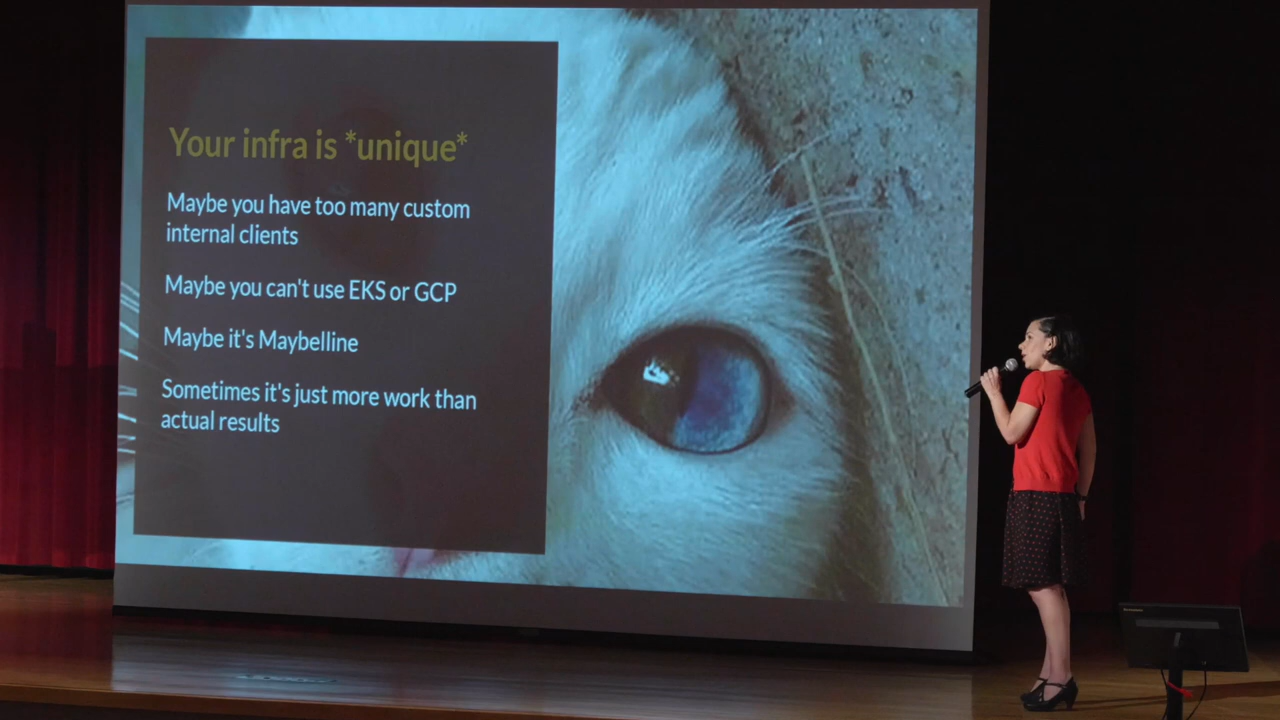 Your infra is *unique*
Maybe you have too many custom
internal clients
Maybe you can't use EKS or GCP
Maybe it's Maybelline
Sometimes it's just more work than
actual results